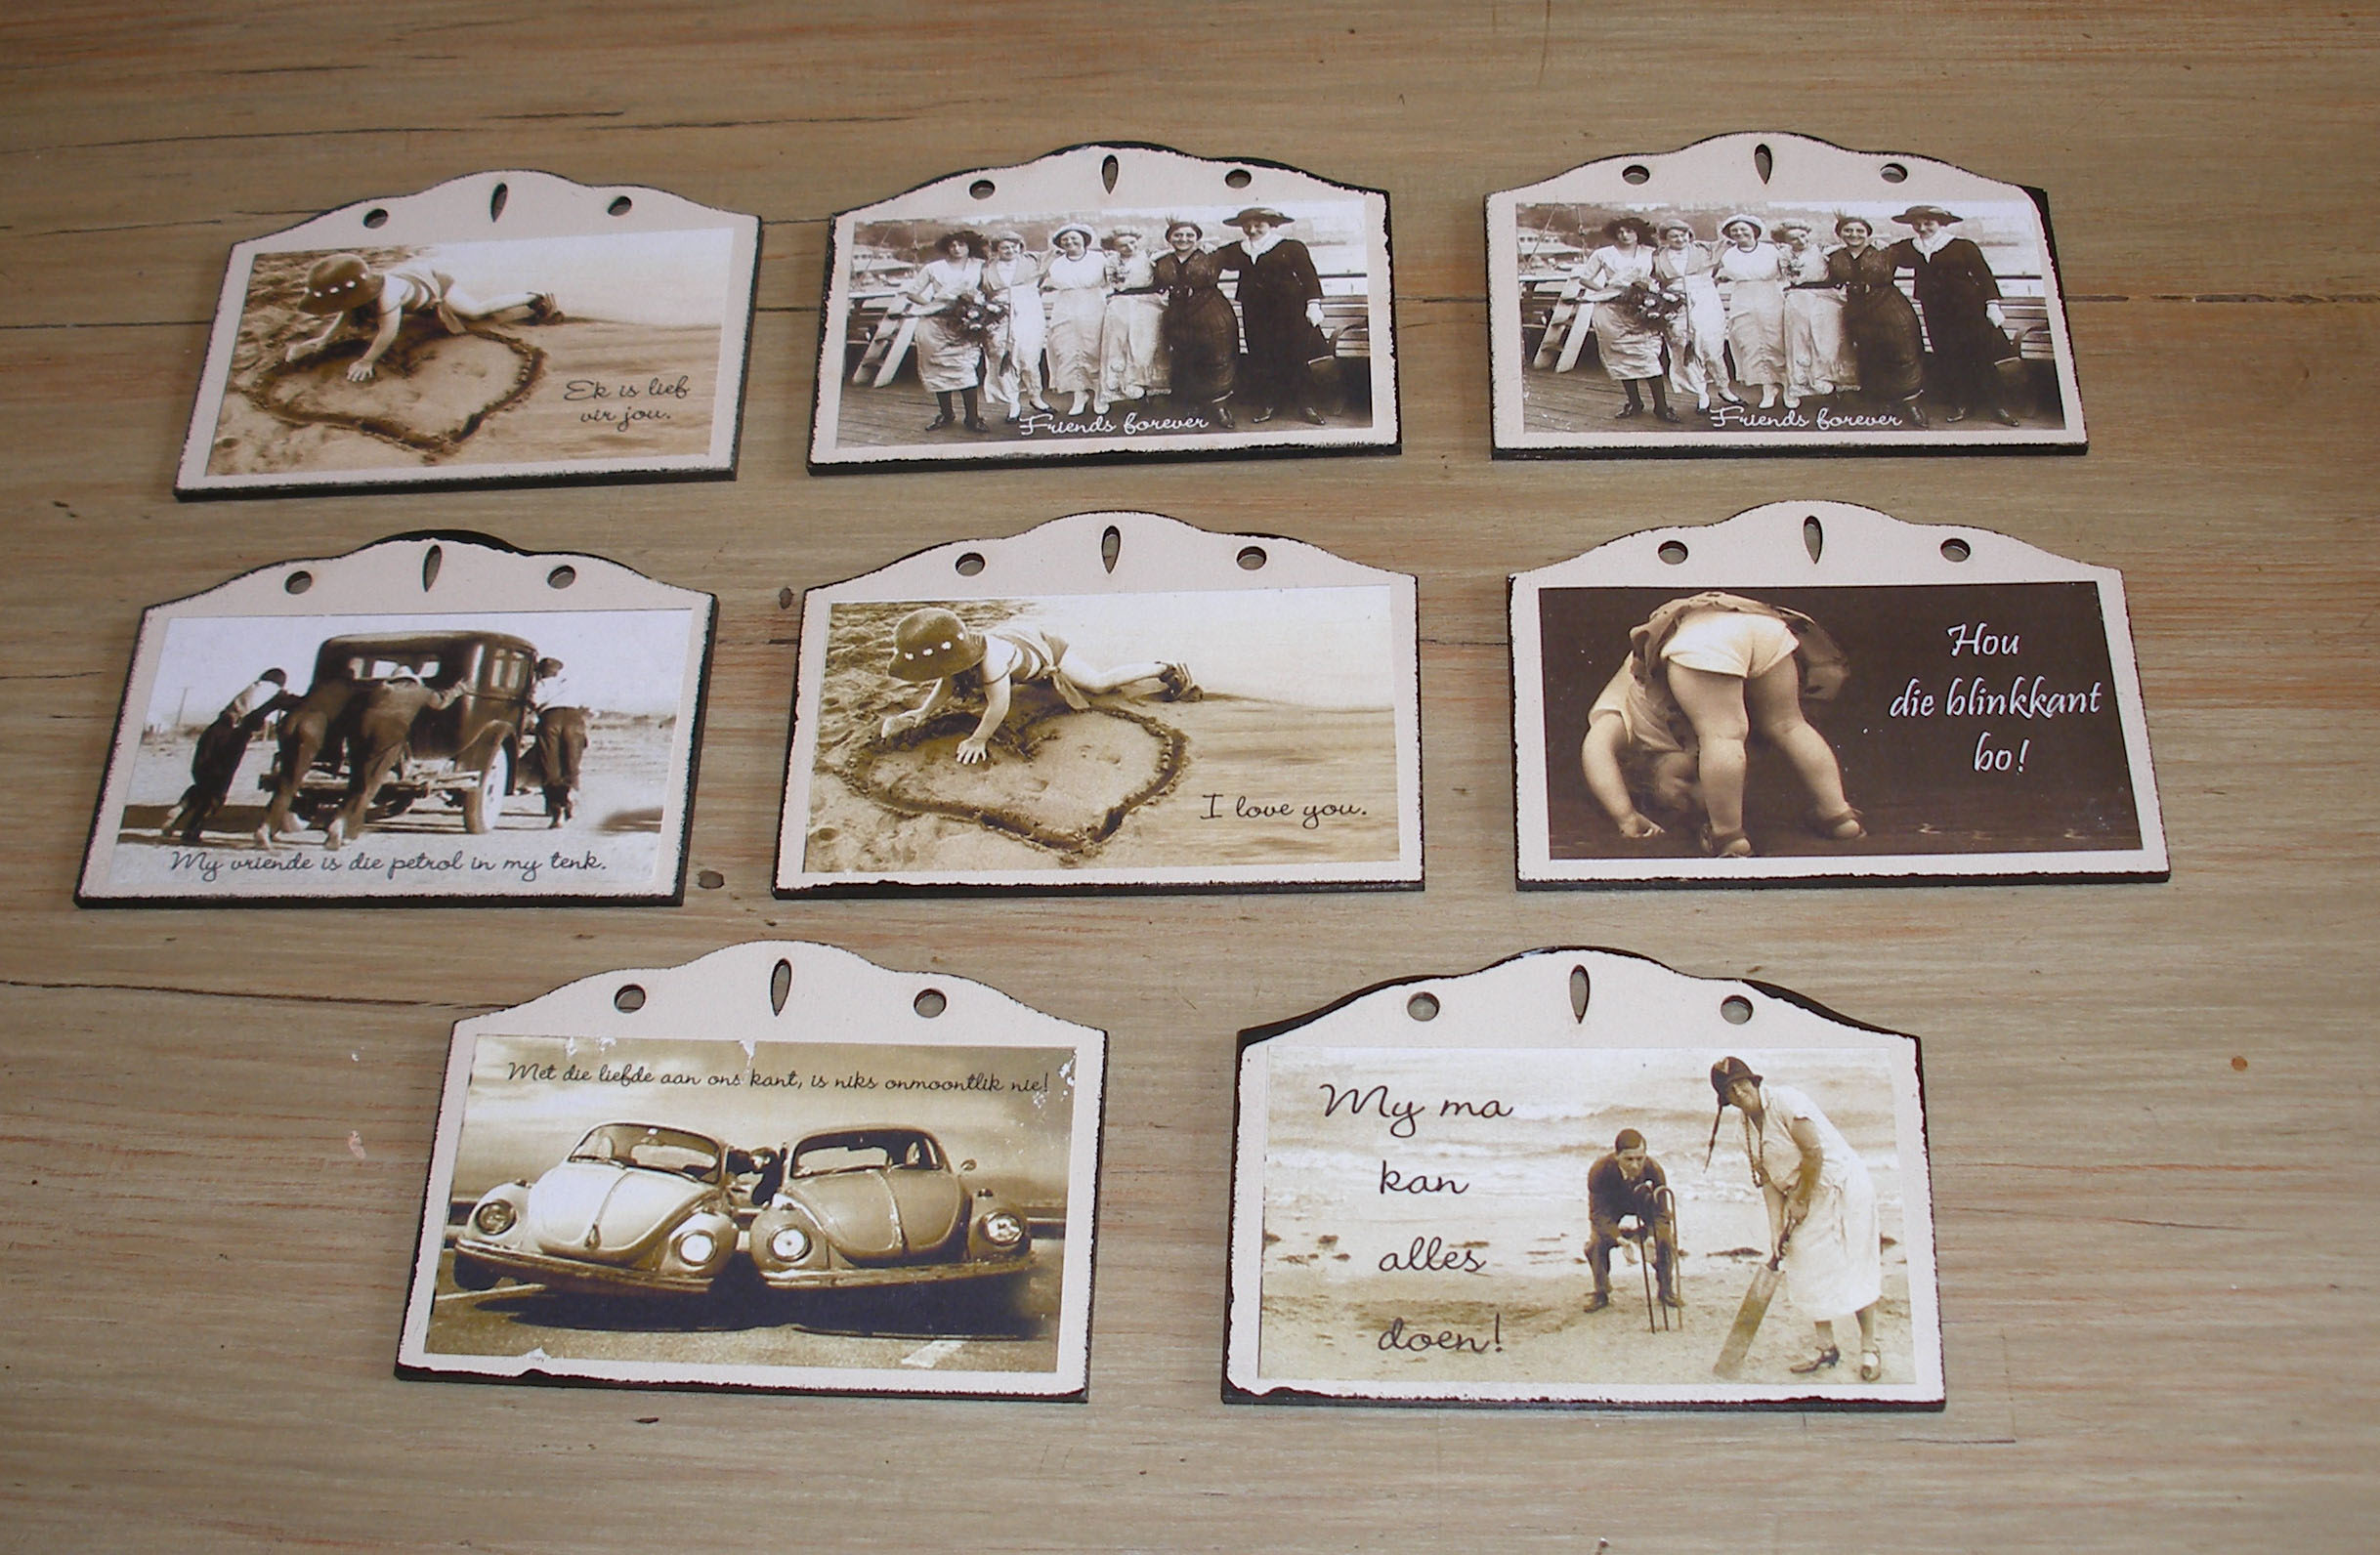 Ek is lief
vir jou.
Friends forever
Friends forever
My vriende is die petrol in my tenk.
I love you.
Hou
die blinkkant
bo!
Met die liefde aan ons kant, is niks onmoontlik nie!
My ma
kan
alles
doen!